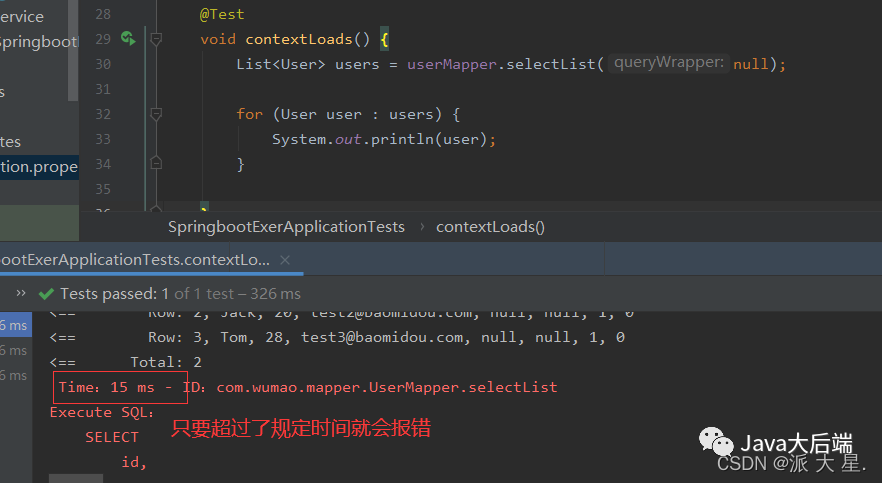 28 @Test
ervice
29 void contextLoads() {
Springboot
30 List<User> users = userMapper.selectList( queryWrapper: null);
s
31
32 for (User user : users) {
33 System.out.println(user);
tes
34 }
tion.prope
35
SpringbootExerApplicationTests › contextLoads()
ootExerApplicationTests.contextLo... ×
» Tests passed: 1 of 1 test – 326 ms
<== Row: 2, Jack, 20, test2@baomidou.com, null, null, 1, 0
6 ms
<== Row: 3, Tom, 28, test3@baomidou.com, null, null, 1, 0
6 ms
<== Total: 2
6 ms
Time：15 ms - ID：com.wumao.mapper.UserMapper.selectList
Execute SQL：
只要超过了规定时间就会报错
SELECT
id,
Java大后端
CSDN @派 大 星.